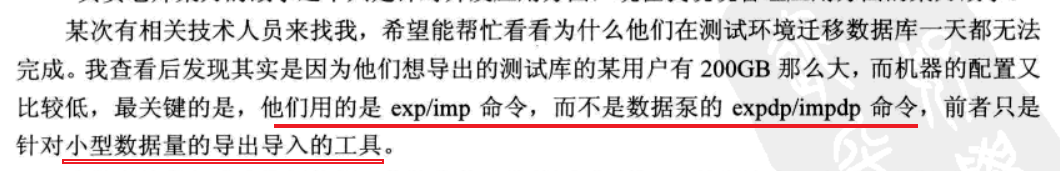 某次有相关技术人员来找我，希望能帮忙看看为什么他们在测试环境迁移数据库一天都无法
完成。我查看后发现其实是因为他们想导出的测试库的某用户有 200GB 那么大，而机器的配置又
比较低，最关键的是，他们用的是 exp/imp 命令，而不是数据泵的 expdp/impdp 命令，前者只是
针对小型数据量的导出导入的工具。